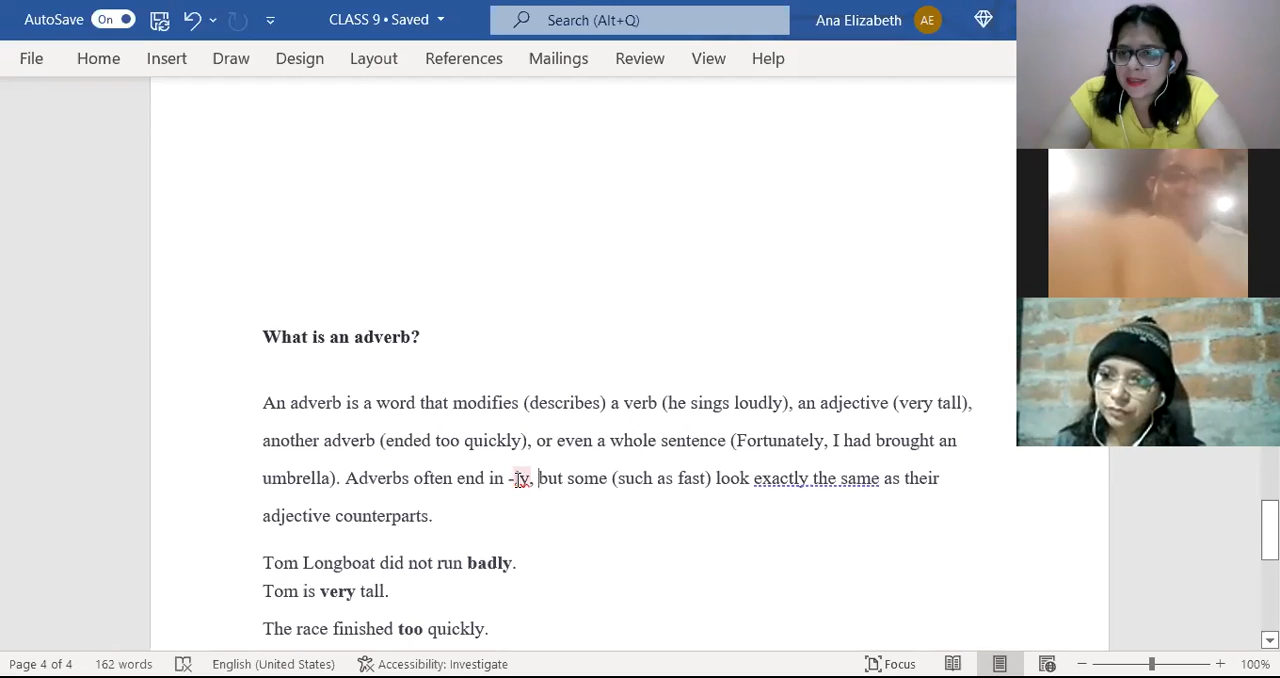 AutoSave On CLASS 9 • Saved Search (Alt+Q) Ana Elizabeth AE
File Home Insert Draw Design Layout References Mailings Review View Help
What is an adverb?
An adverb is a word that modifies (describes) a verb (he sings loudly), an adjective (very tall),
another adverb (ended too quickly), or even a whole sentence (Fortunately, I had brought an
umbrella). Adverbs often end in -ly, but some (such as fast) look exactly the same as their
adjective counterparts.
Tom Longboat did not run badly.
Tom is very tall.
The race finished too quickly.
Page 4 of 4 162 words English (United States) Accessibility: Investigate Focus 100%